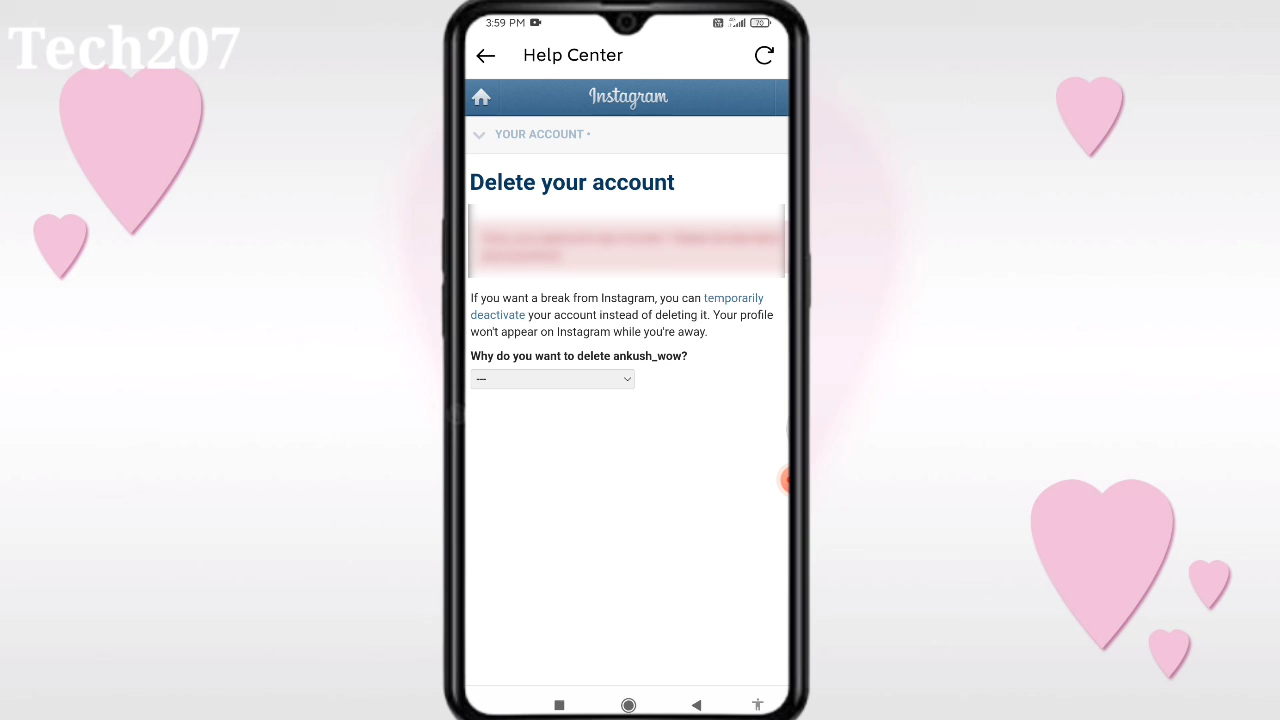 Tech207
3:59 PM
70
Help Center
Instagram
YOUR ACCOUNT •
Delete your account
If you want a break from Instagram, you can temporarily
deactivate your account instead of deleting it. Your profile
won't appear on Instagram while you're away.
Why do you want to delete ankush_wow?
---